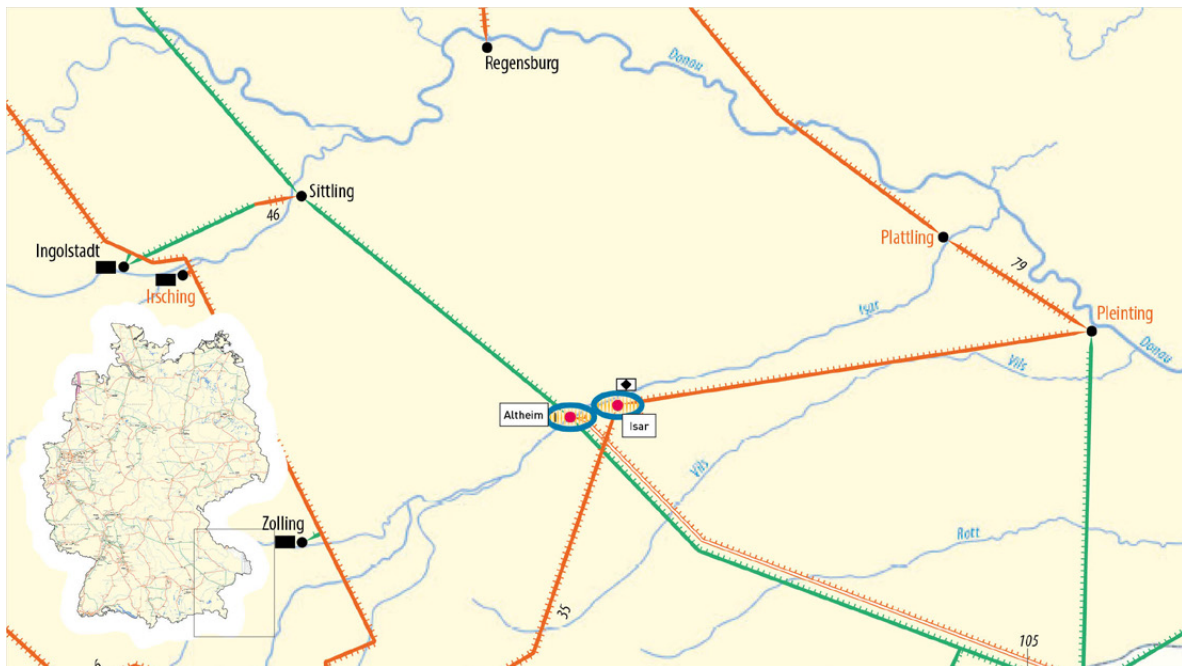 Regensburg
Donau
Sittling
46
Ingolstadt
Irsching
Plattling
79
Isar
Pleinting
Donau
Vils
Altheim
Isar
Vils
Zolling
Rott
35
105